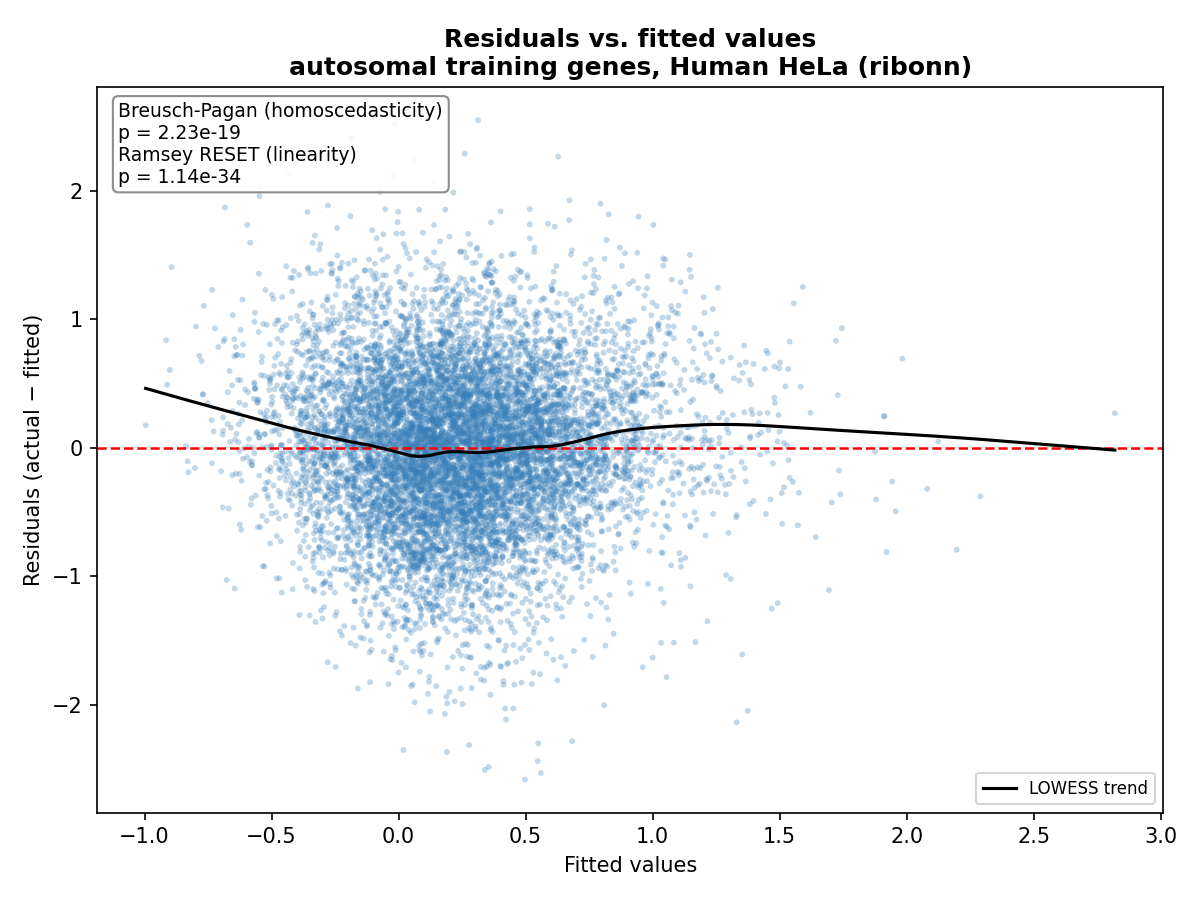 Residuals vs. fitted values
autosomal training genes, Human HeLa (ribonn)
Breusch-Pagan (homoscedasticity)
p = 2.23e-19
Ramsey RESET (linearity)
p = 1.14e-34
Residuals (actual − fitted)
2
1
0
−1
−2
LOWESS trend
−1.0 −0.5 0.0 0.5 1.0 1.5 2.0 2.5 3.0
Fitted values